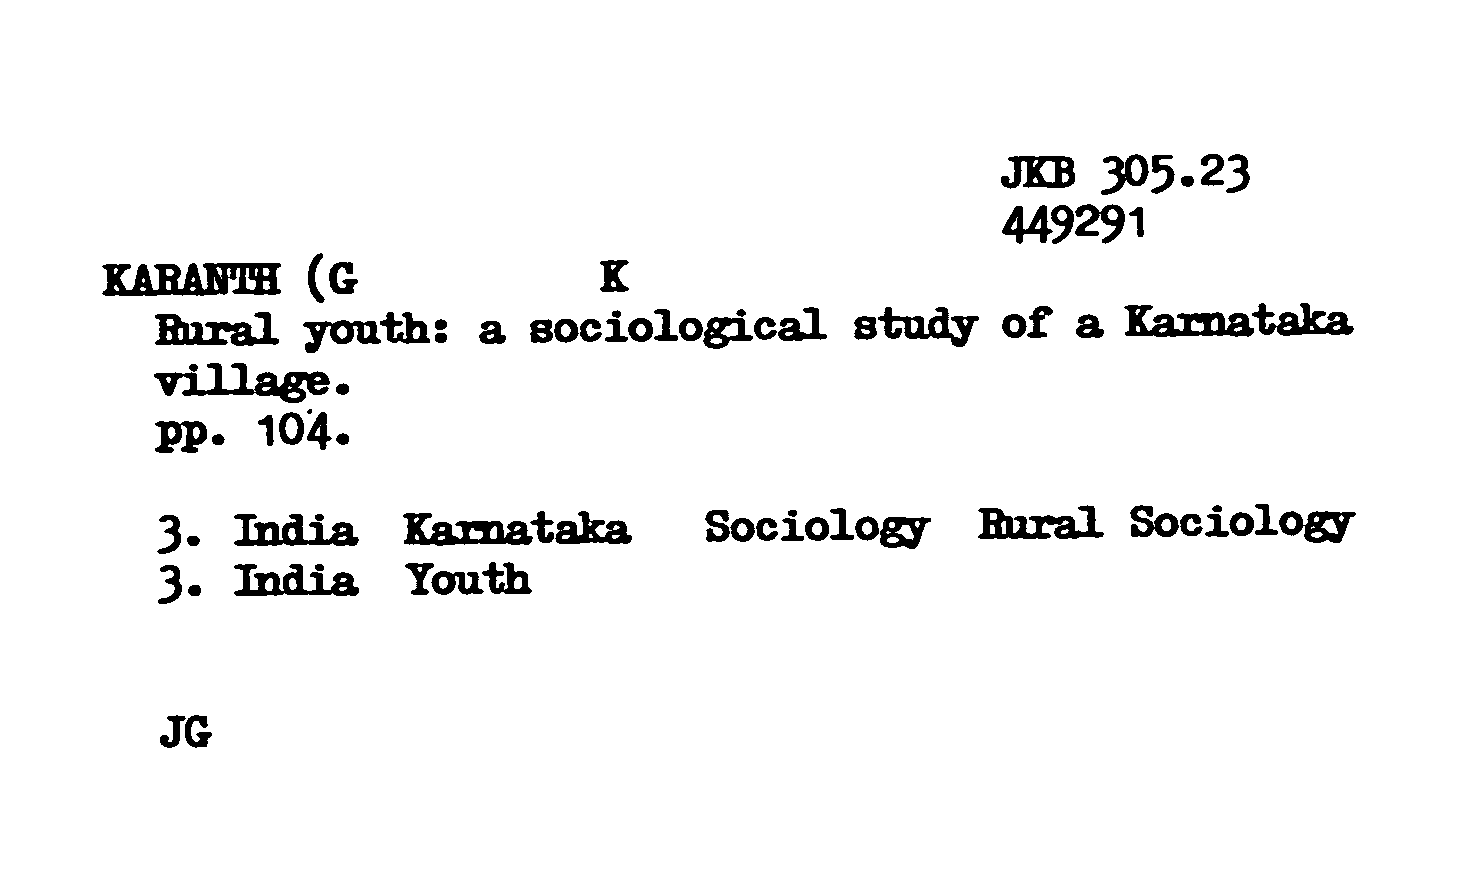 JKB 305.23
449291
KARANTH (G K
Rural youth: a sociological study of a Karnataka
village.
pp. 104.
3. India Karnataka Sociology Rural Sociology
3. India Youth
JG